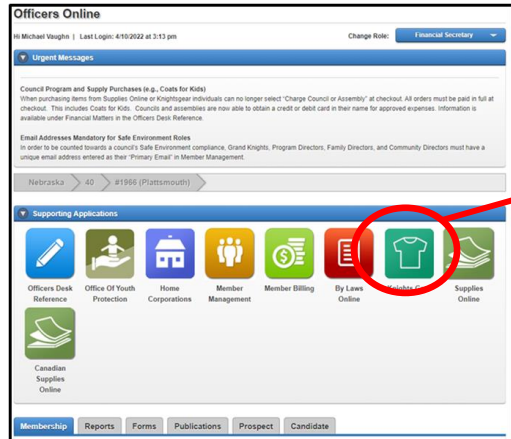 Officers Online
Hi Michael Vaughn | Last Login: 4/10/2022 at 3:13 pm
Change Role: Financial Secretary
Urgent Messages
Council Program and Supply Purchases (e.g., Coats for Kids)
When purchasing items from Supplies Online or Knightsgear individuals can no longer select "Charge Council or Assembly" at checkout. All orders must be paid in full at
checkout. This includes Coats for Kids. Councils and assemblies are now able to obtain a credit or debit card in their name for approved expenses. Information is
available under Financial Matters in the Officers Desk Reference.
Email Addresses Mandatory for Safe Environment Roles
In order to be counted towards a council's Safe Environment compliance, Grand Knights, Program Directors, Family Directors, and Community Directors must have a
unique email address entered as their "Primary Email" in Member Management.
Nebraska 40 #1966 (Plattsmouth)
Supporting Applications
Officers Desk
Reference
Office Of Youth
Protection
Home
Corporations
Member
Management
Member Billing
By Laws
Online
Supplies
Online
Canadian
Supplies
Online
Membership Reports Forms Publications Prospect Candidate